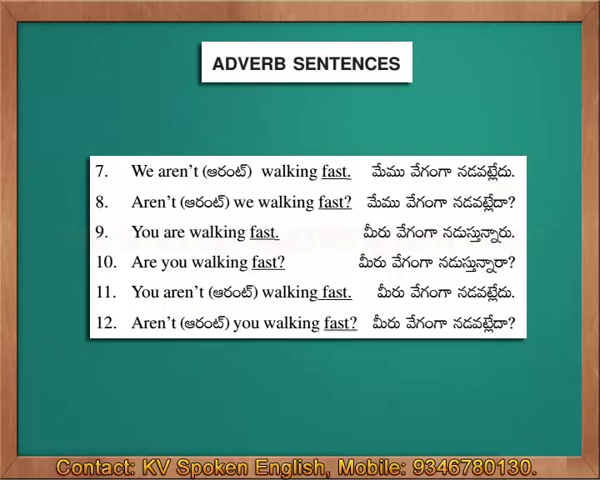 ADVERB SENTENCES
7. We aren't (ఆరంట్) walking fast. మేము వేగంగా నడవట్లేదు.
8. Aren't (ఆరంట్) we walking fast? మేము వేగంగా నడవట్లేదా?
9. You are walking fast. మీరు వేగంగా నడుస్తున్నారు.
10. Are you walking fast? మీరు వేగంగా నడుస్తున్నారా?
11. You aren't (ఆరంట్) walking fast. మీరు వేగంగా నడవట్లేదు.
12. Aren't (ఆరంట్) you walking fast? మీరు వేగంగా నడవట్లేదా?
Contact: KV Spoken English, Mobile: 9346780130.